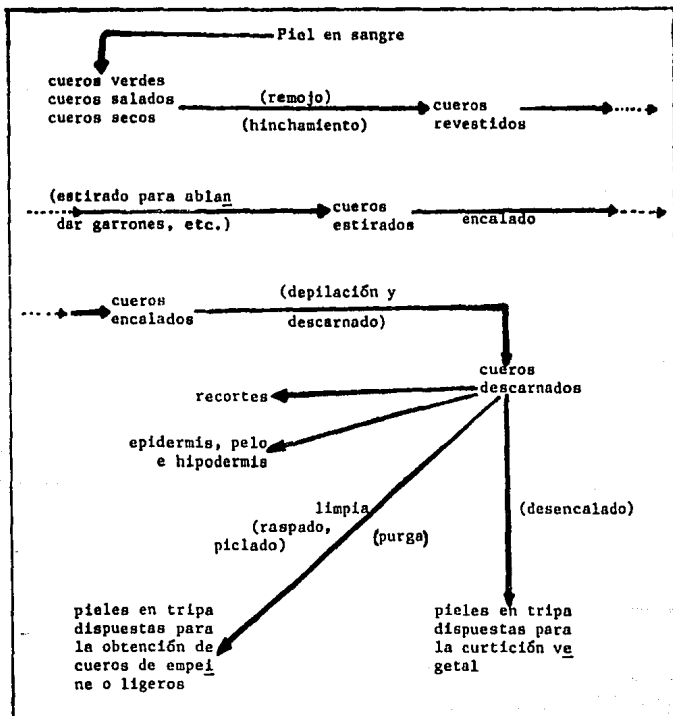 Piel en sangre
cueros verdes
cueros salados
cueros secos
(remojo)
(hinchamiento)
cueros
revestidos
(estirado para ablan
dar garrones, etc.)
cueros
estirados
encalado
cueros
encalados
(depilación y
descarnado)
cueros
descarnados
recortes
epidermis, pelo
e hipodermis
limpia
(raspado,
piclado)
(purga)
(desencalado)
pieles en tripa
dispuestas para
la obtención de
cueros de empei
ne o ligeros
pieles en tripa
dispuestas para
la curtición ve
getal